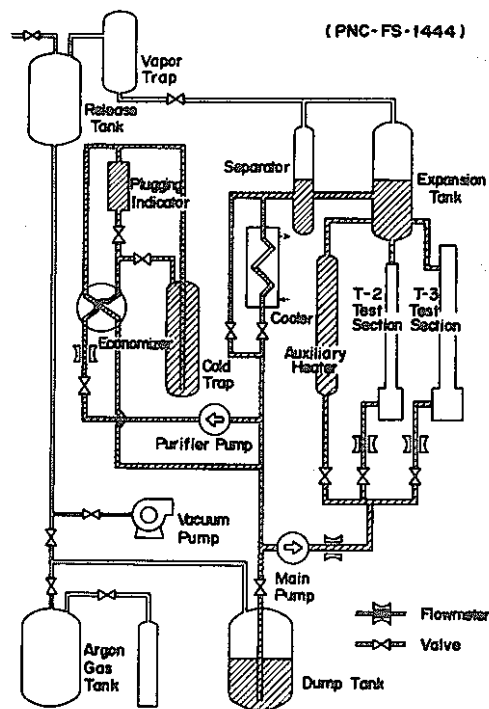 (PNC-FS-1444)
Vapor
Trap
Release
Tank
Separator
Expansion
Tank
Plugging
Indicator
T-2
Test
Section
T-3
Test
Section
Cooler
Economizer
Cold
Trap
Auxiliary
Heater
Purifier Pump
Vacuum
Pump
Main
Pump
Flowmeter
Valve
Argon
Gas
Tank
Dump Tank